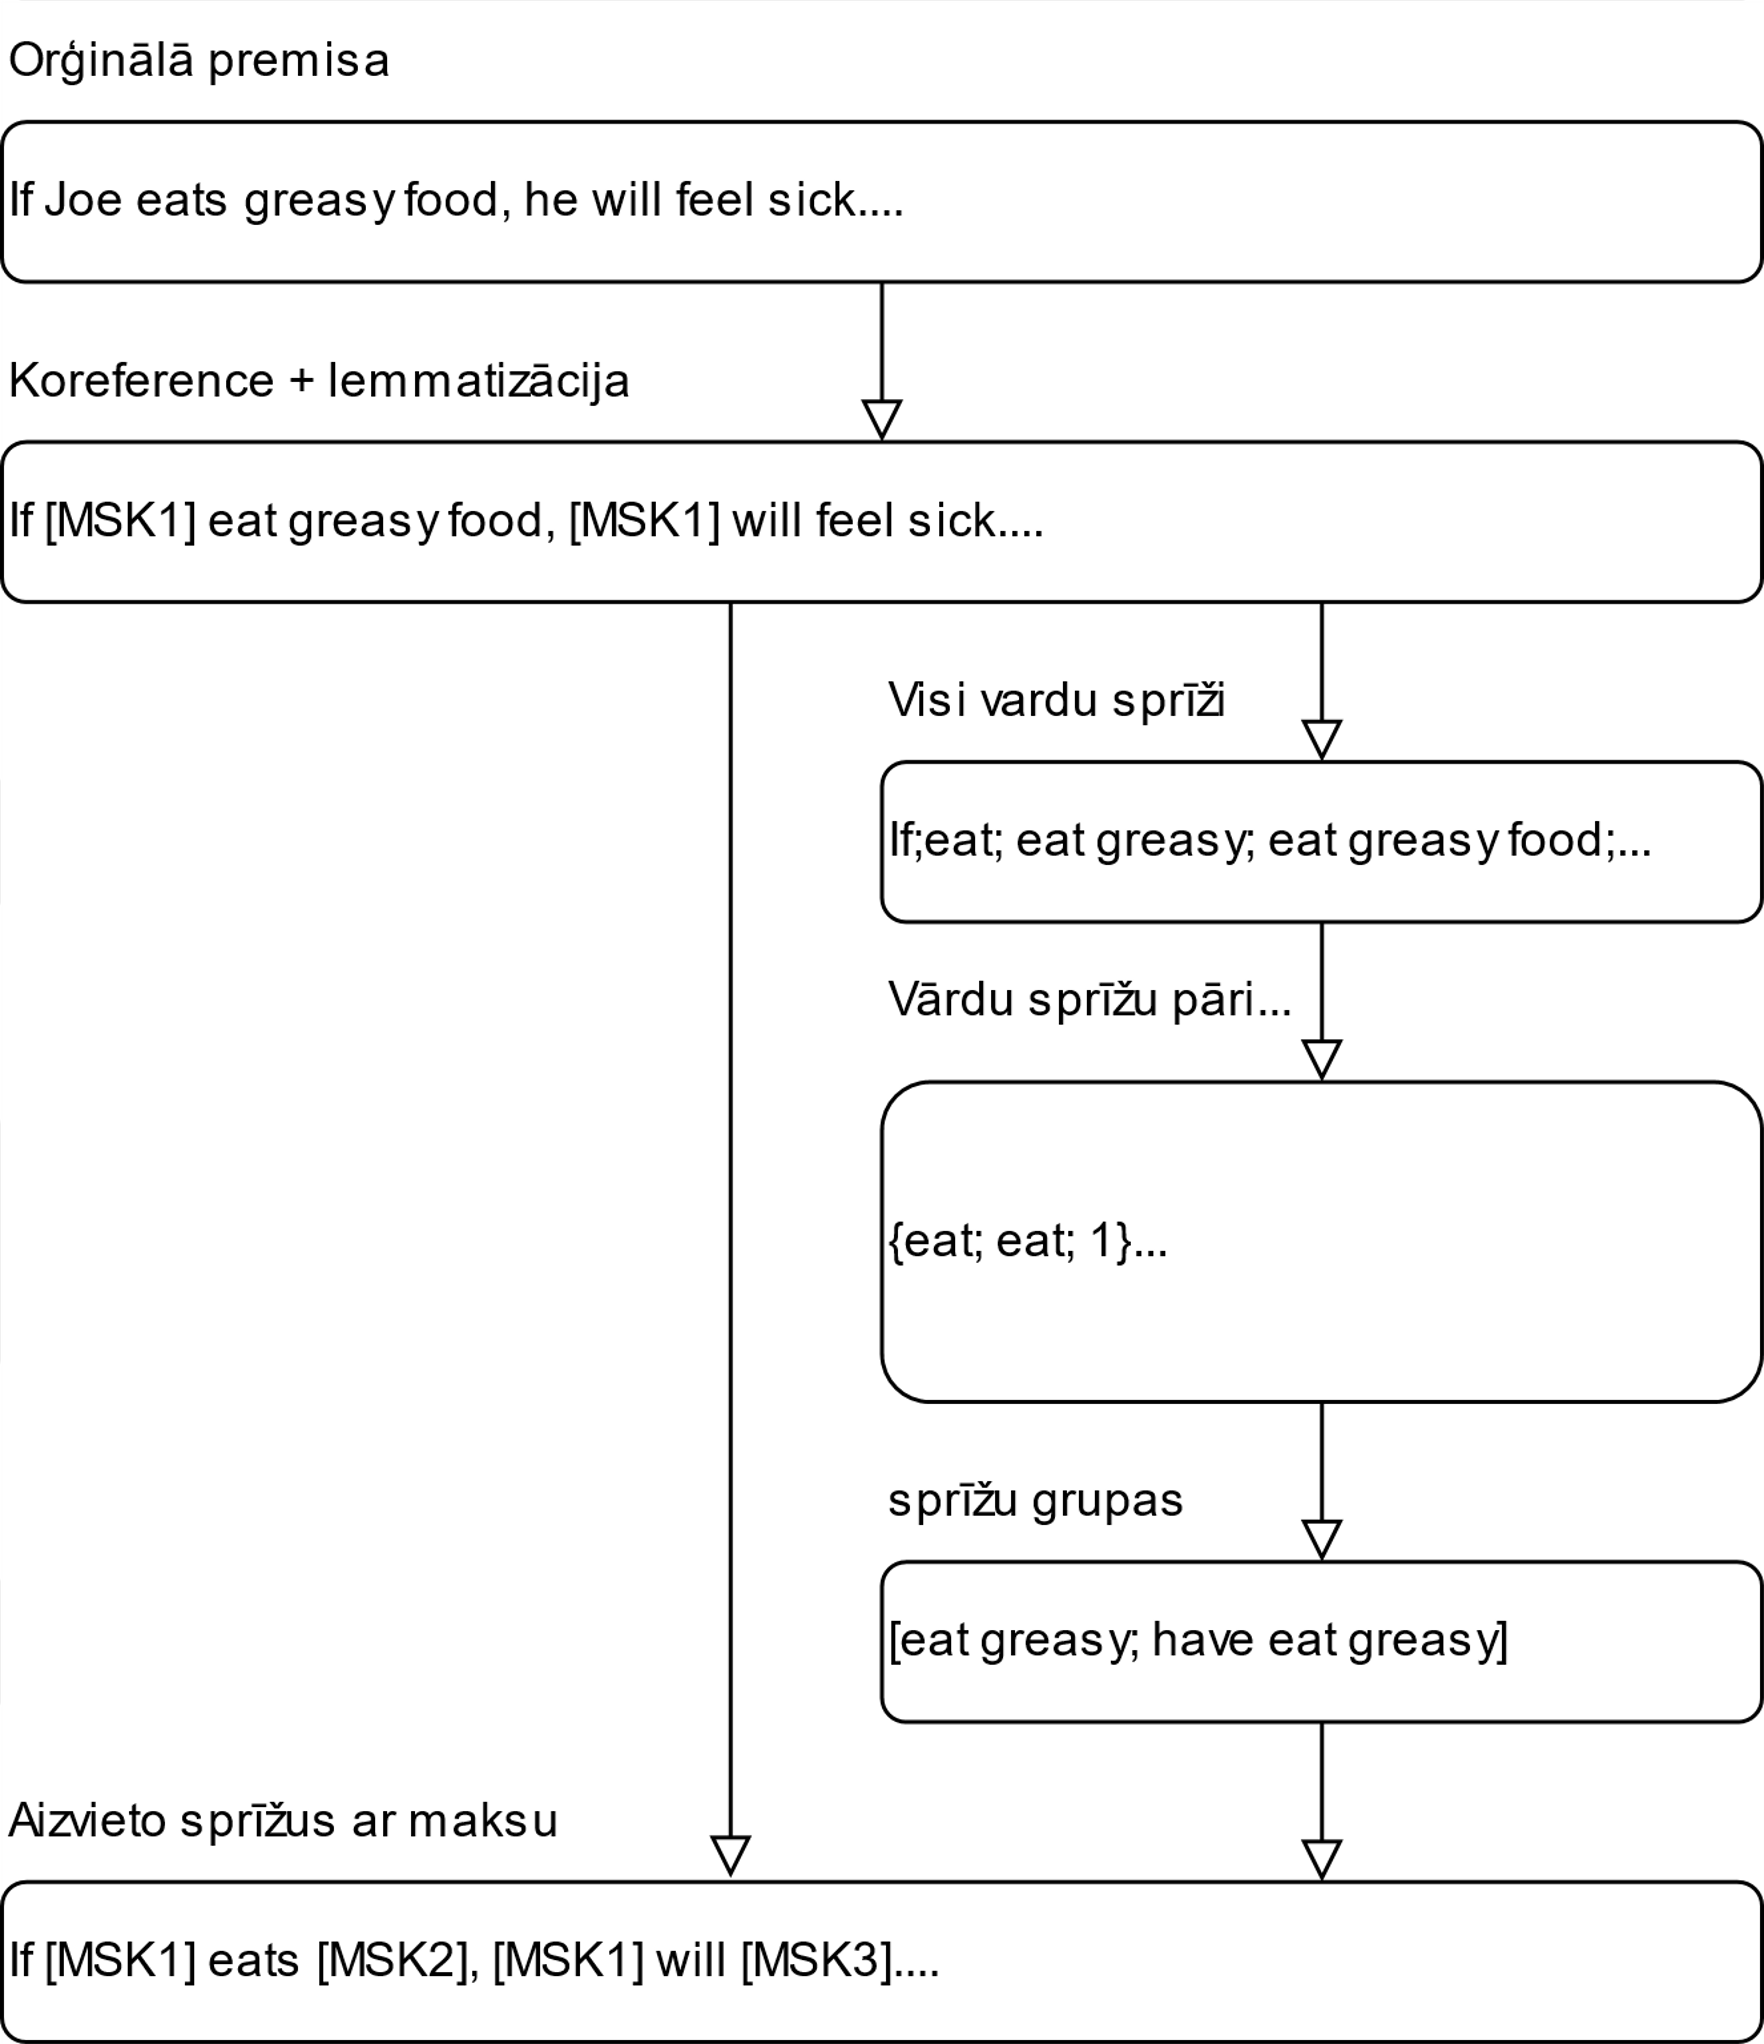 Orģinālā premisa
If Joe eats greasy food, he will feel sick....
Koreference + lemmatizācija
If [MSK1] eat greasy food, [MSK1] will feel sick....
Visi vardu sprīži
If;eat; eat greasy; eat greasy food;...
Vārdu sprīžu pāri...
{eat; eat; 1}...
sprīžu grupas
[eat greasy; have eat greasy]
Aizvieto sprīžus ar maksu
If [MSK1] eats [MSK2], [MSK1] will [MSK3]....